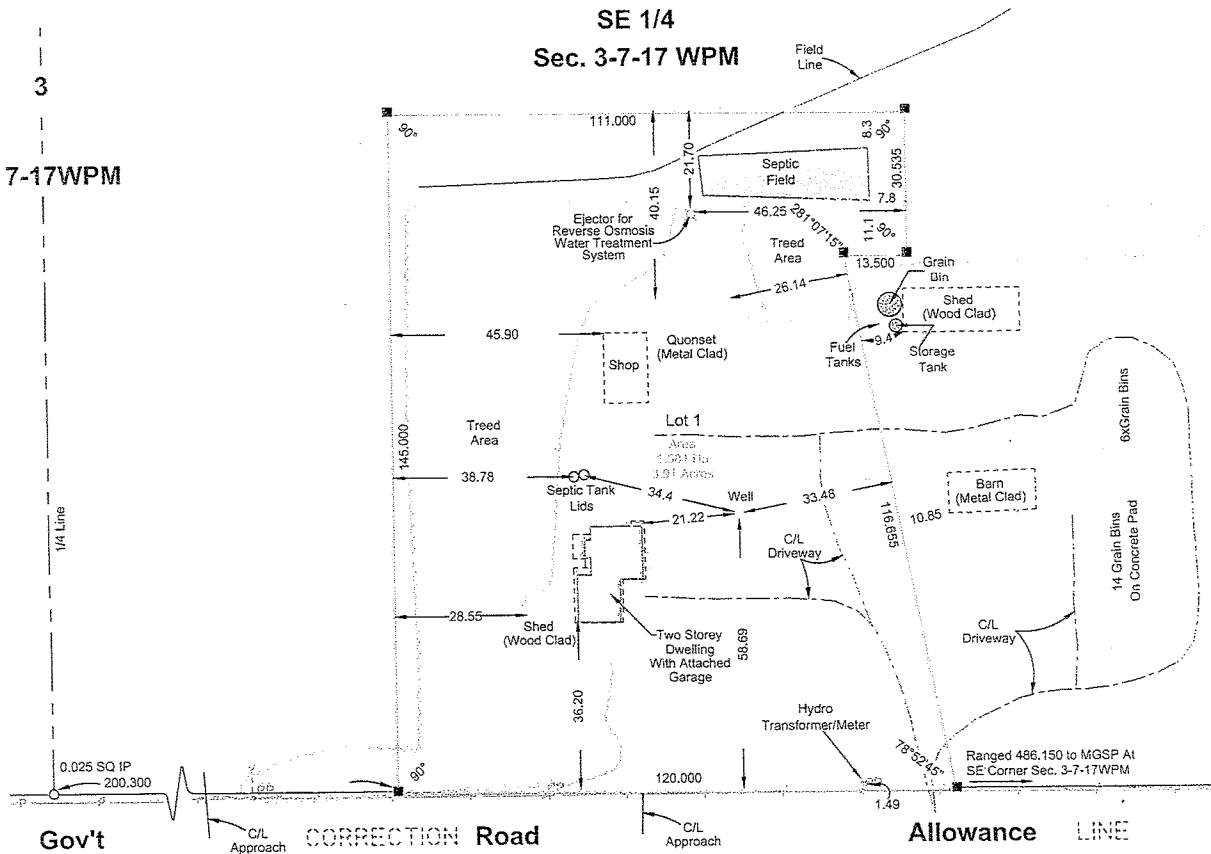 SE 1/4
Sec. 3-7-17 WPM
3
7-17WPM
Field
Line
90°
111.000
8.3
90°
30.535
21.70
40.15
Septic
Field
7.8
46.25
281°07'15"
11.1
90°
13.500
Ejector for
Reverse Osmosis
Water Treatment
System
Treed
Area
26.14
Grain
Bin
Shed
(Wood Clad)
45.90
Quonset
(Metal Clad)
Shop
Fuel
Tanks
9.4
Storage
Tank
6xGrain Bins
Lot 1
Area
3.91 Acres
Treed
Area
145.000
38.78
Septic Tank
Lids
34.4
Well
33.48
21.22
116.655
10.85
Barn
(Metal Clad)
14 Grain Bins
On Concrete Pad
1/4 Line
C/L
Driveway
28.55
Shed
(Wood Clad)
Two Storey
Dwelling
With Attached
Garage
58.69
C/L
Driveway
36.20
Hydro
Transformer/Meter
78°52'45"
Ranged 486.150 to MGSP At
SE Corner Sec. 3-7-17WPM
0.025 SQ IP
200.300
90°
120.000
1.49
Gov't
C/L
Approach
CORRECTION
Road
C/L
Approach
Allowance
LINE